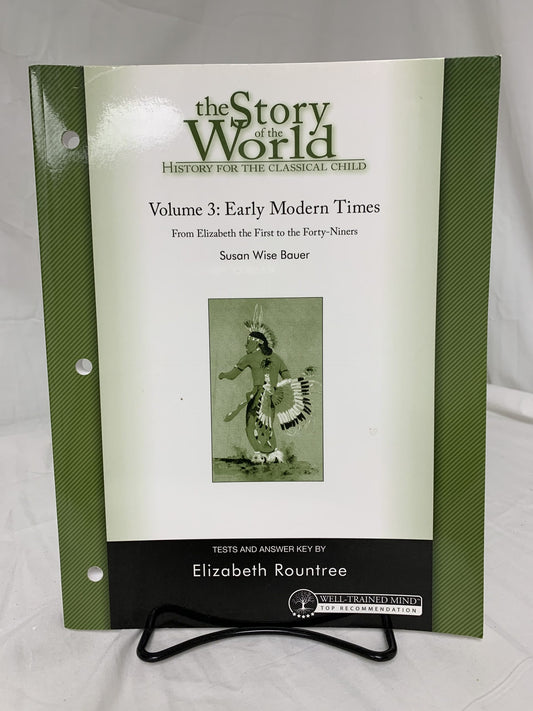 the Story
of the
World
HISTORY FOR THE CLASSICAL CHILD
Volume 3: Early Modern Times
From Elizabeth the First to the Forty-Niners
Susan Wise Bauer
TESTS AND ANSWER KEY BY
Elizabeth Rountree
WELL-TRAINED MIND™
TOP RECOMMENDATION